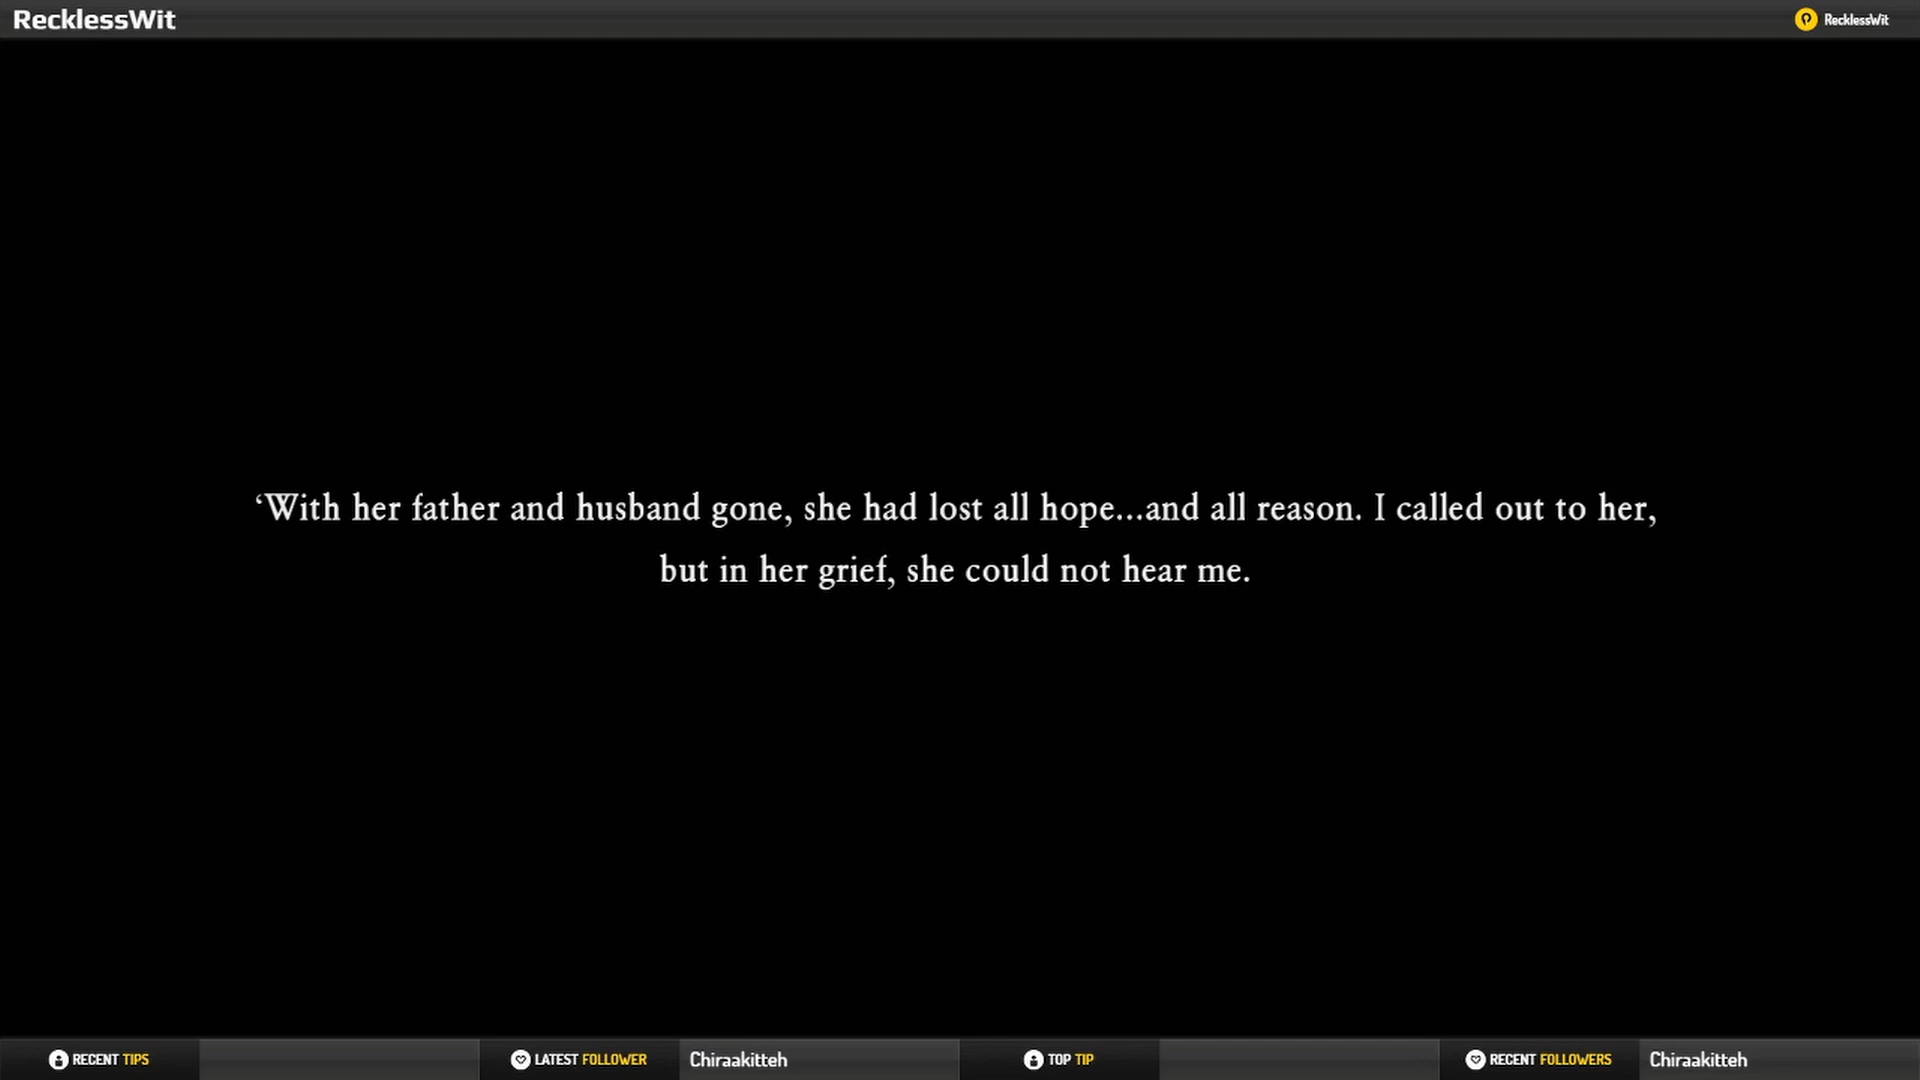 RecklessWit
RecklessWit
‘With her father and husband gone, she had lost all hope...and all reason. I called out to her,
but in her grief, she could not hear me.
RECENT TIPS
LATEST FOLLOWER
Chiraakitteh
TOP TIP
RECENT FOLLOWERS
Chiraakitteh